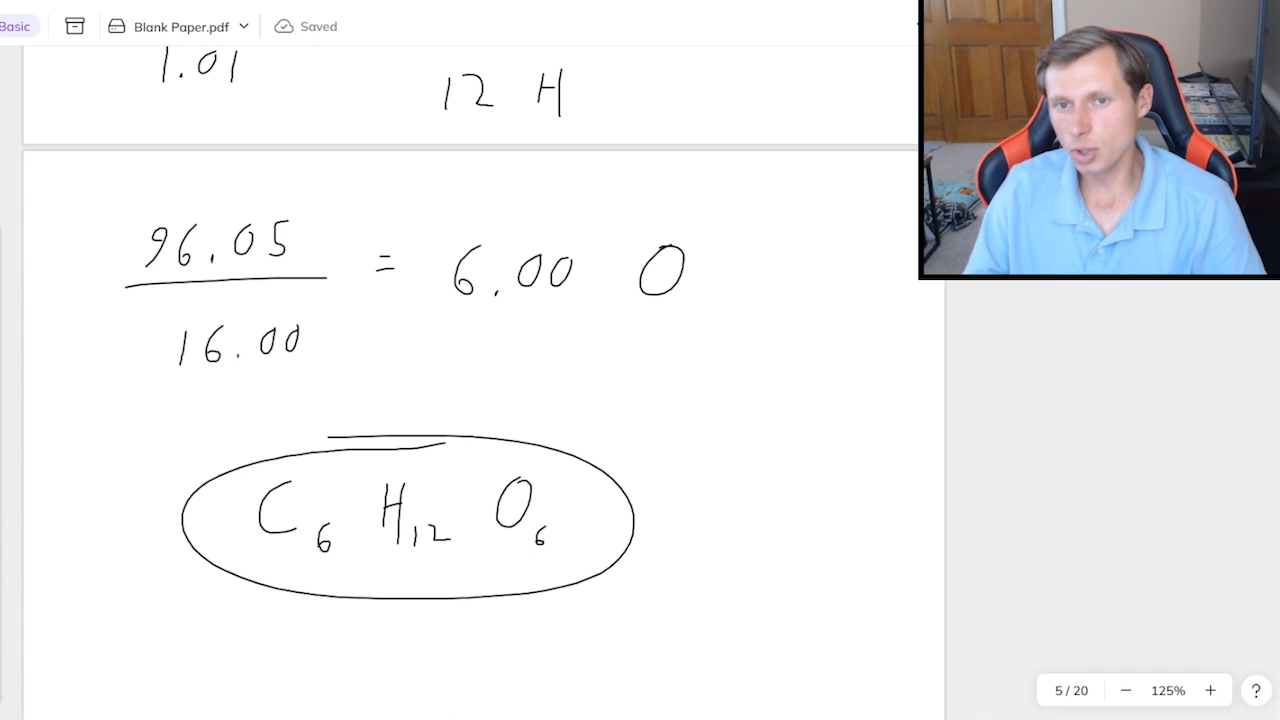 Basic Blank Paper.pdf Saved
1.01
12 H
96.05
= 6.00 O
16.00
C6 H12 O6
5 / 20 − 125% + ?